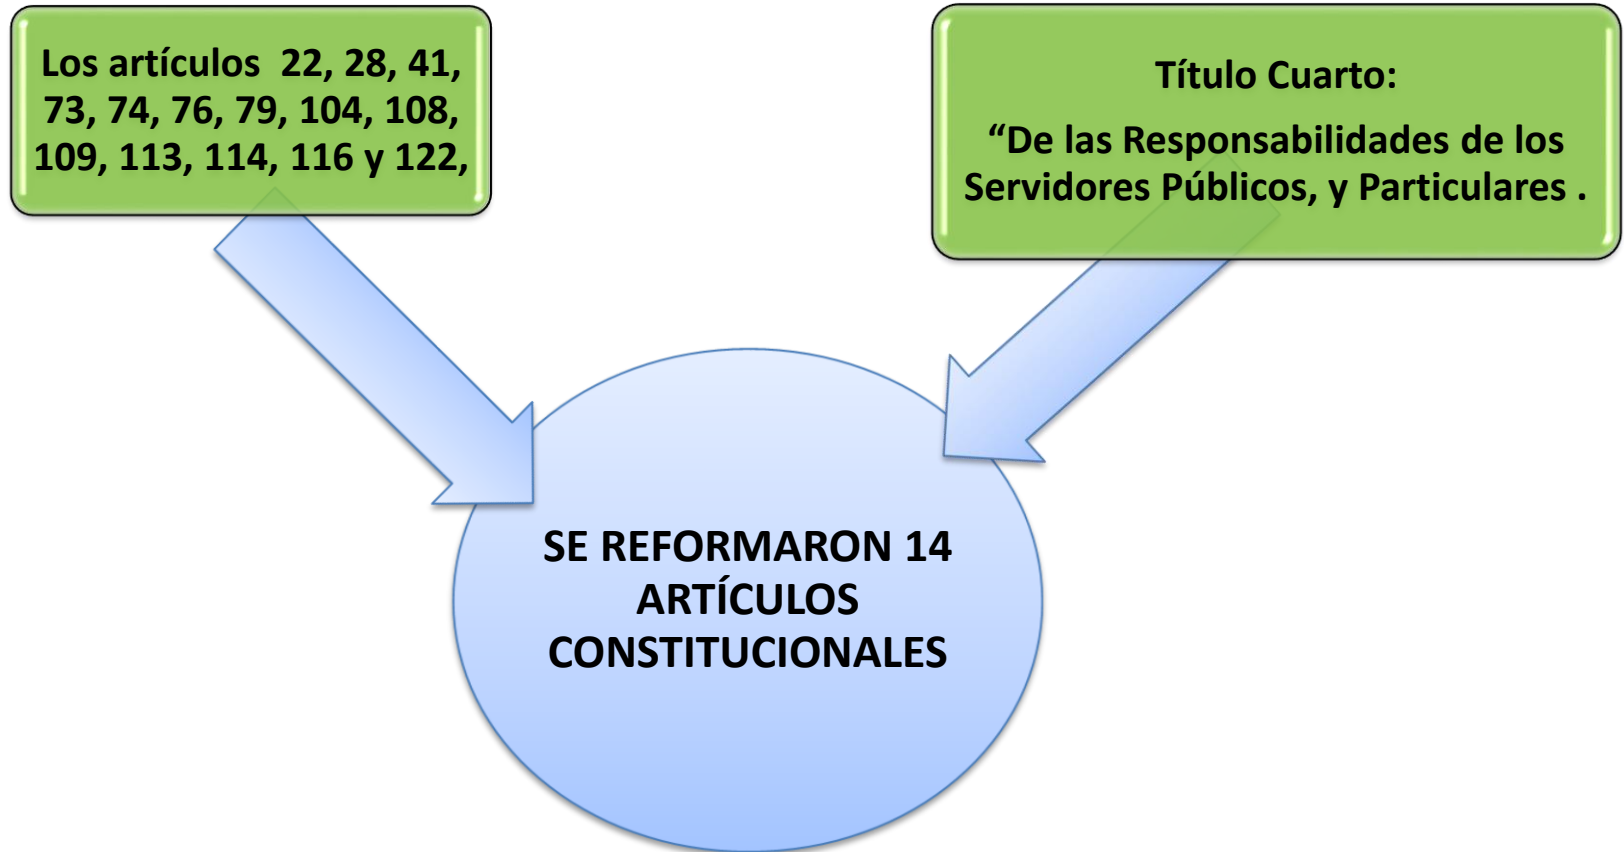 Los artículos  22, 28, 41,
73, 74, 76, 79, 104, 108,
109, 113, 114, 116 y 122,
Título Cuarto:
“De las Responsabilidades de los
Servidores Públicos, y Particulares .
SE REFORMARON 14
ARTÍCULOS
CONSTITUCIONALES